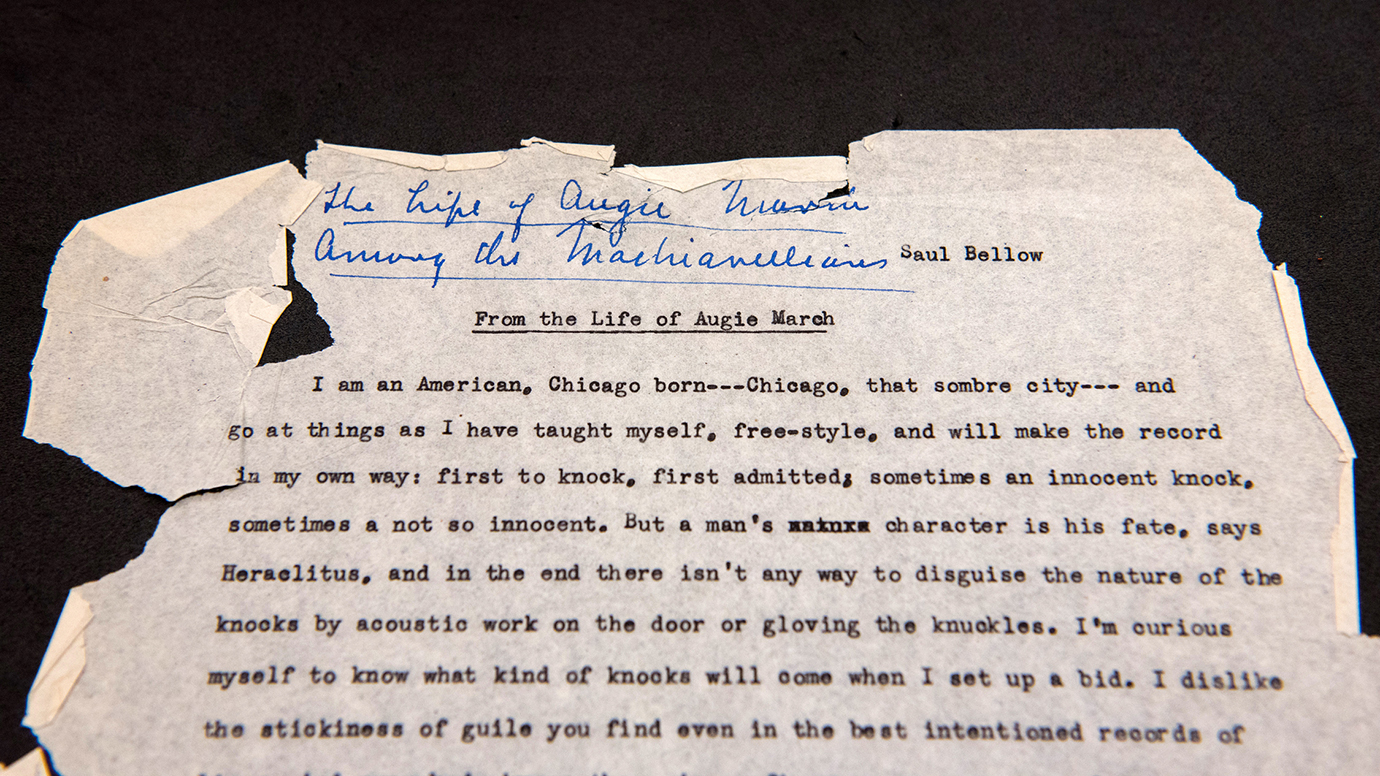 The Life of Augie March
Among the Machiavellians
Saul Bellow
From the Life of Augie March
I am an American, Chicago born---Chicago, that sombre city--- and
go at things as I have taught myself, free-style, and will make the record
in my own way: first to knock, first admitted; sometimes an innocent knock,
sometimes a not so innocent. But a man's character is his fate, says
Heraclitus, and in the end there isn't any way to disguise the nature of the
knocks by acoustic work on the door or gloving the knuckles. I'm curious
myself to know what kind of knocks will come when I set up a bid. I dislike
the stickiness of guile you find even in the best intentioned records of